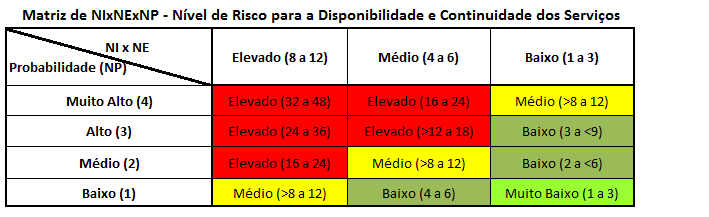 Matriz de NIxNExNP - Nível de Risco para a Disponibilidade e Continuidade dos Serviços
NI x NE
Probabilidade (NP)
Elevado (8 a 12) Médio (4 a 6) Baixo (1 a 3)
Muito Alto (4) Elevado (32 a 48) Elevado (16 a 24) Médio (>8 a 12)
Alto (3) Elevado (24 a 36) Elevado (>12 a 18) Baixo (3 a <9)
Médio (2) Elevado (16 a 24) Médio (>8 a 12) Baixo (2 a <6)
Baixo (1) Médio (>8 a 12) Baixo (4 a 6) Muito Baixo (1 a 3)